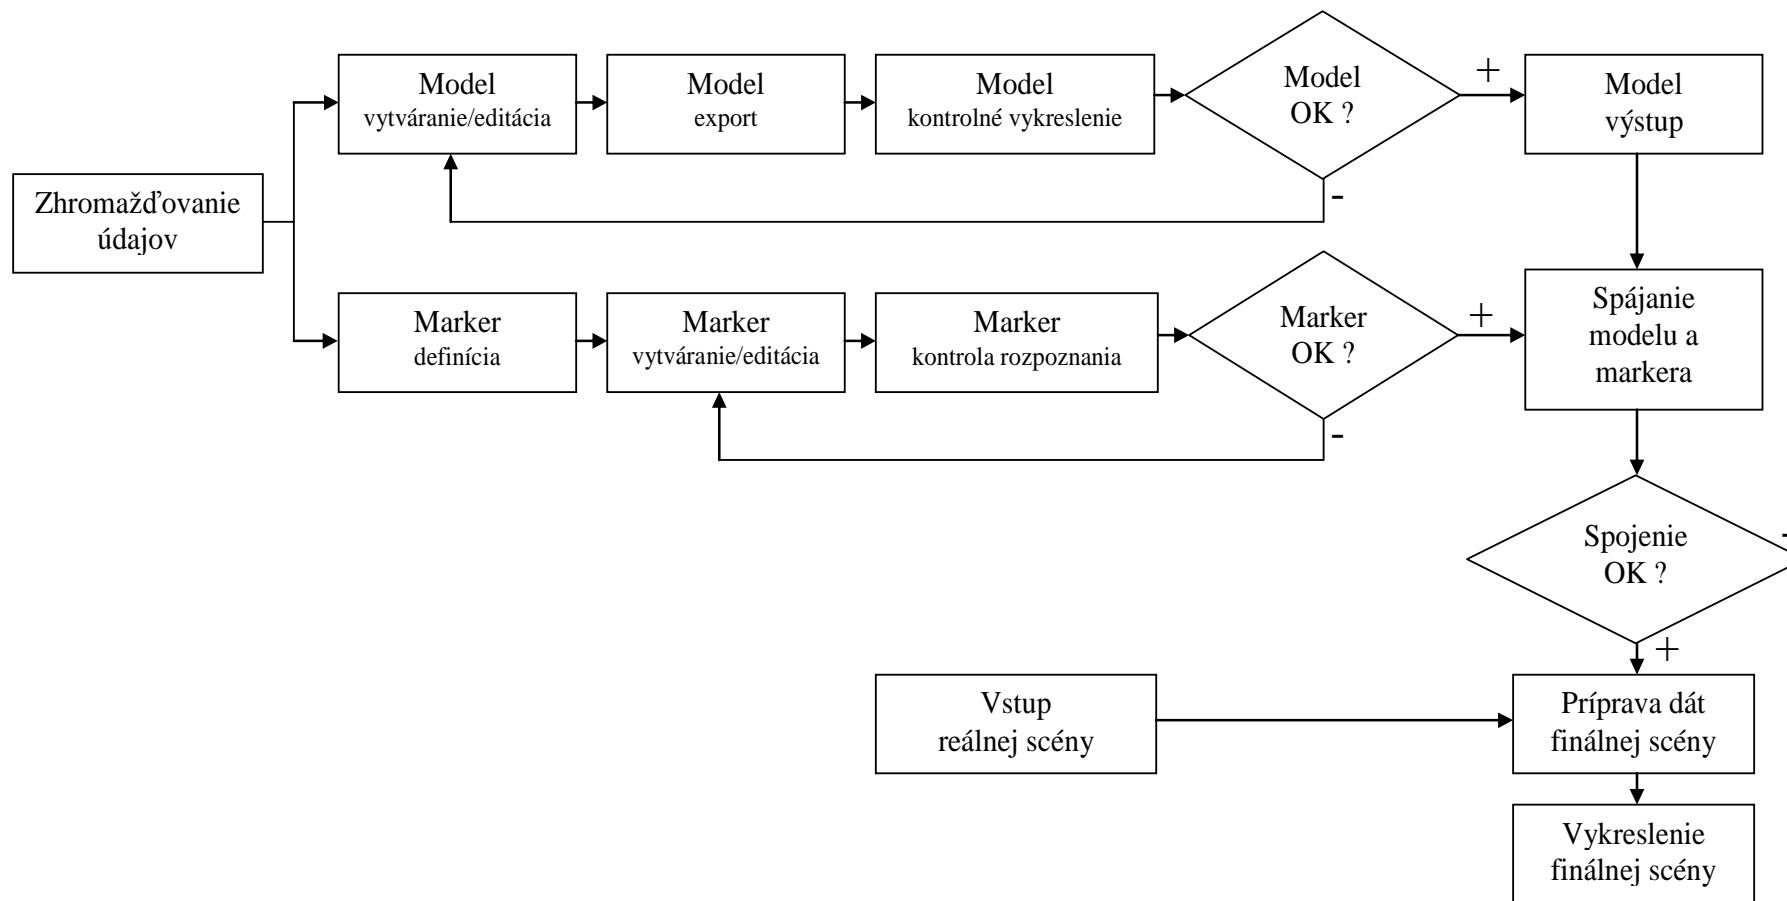 Model
vytváranie/editácia
Model
export
Model
kontrolné vykreslenie
Model
OK ?
+
Model
výstup
-
Zhromažďovanie
údajov
Marker
definícia
Marker
vytváranie/editácia
Marker
kontrola rozpoznania
Marker
OK ?
+
Spájanie
modelu a
markera
-
Spojenie
OK ?
-
+
Vstup
reálnej scény
Príprava dát
finálnej scény
Vykreslenie
finálnej scény